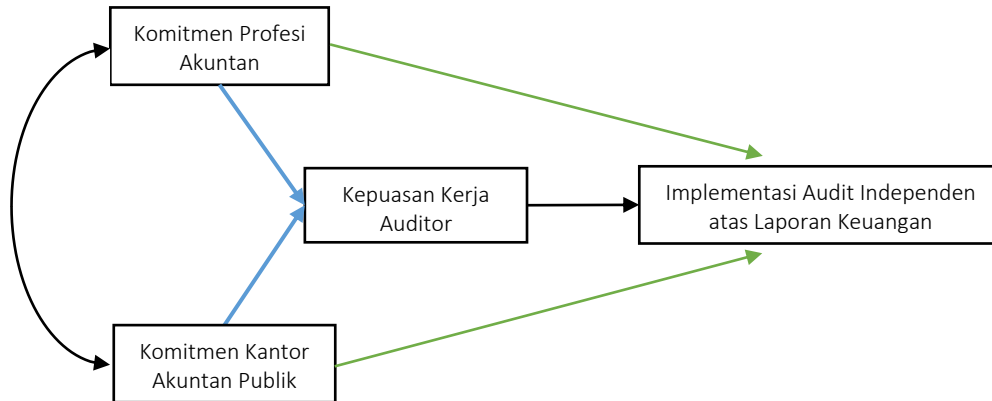 Komitmen Profesi
Akuntan
Kepuasan Kerja
Auditor
Implementasi Audit Independen
atas Laporan Keuangan
Komitmen Kantor
Akuntan Publik